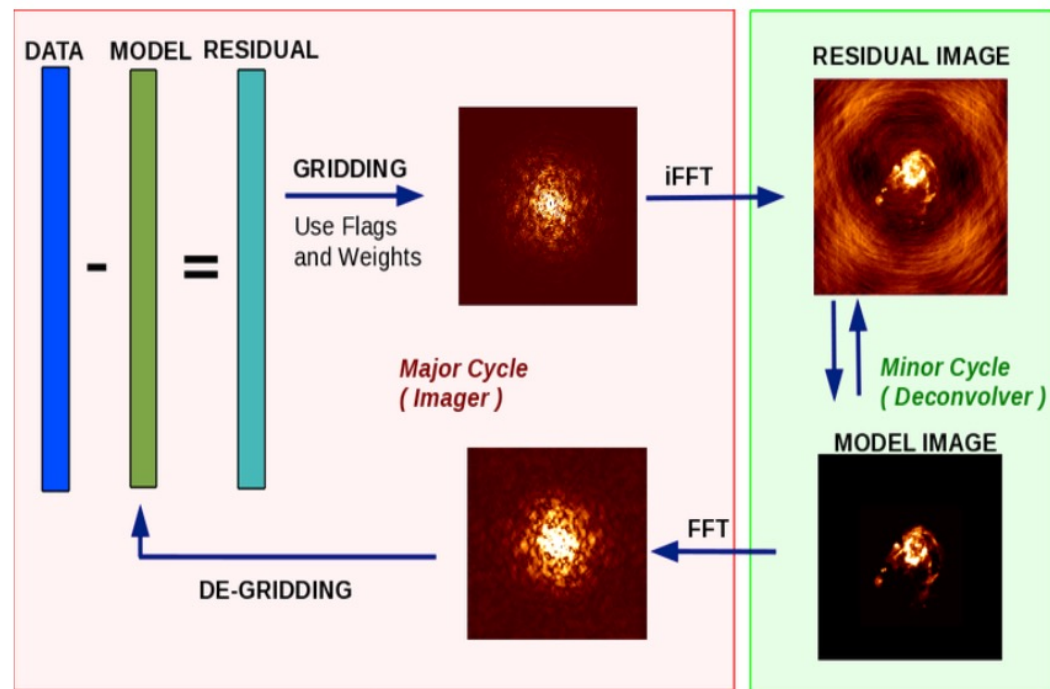 DATA
MODEL
RESIDUAL
-
=
GRIDDING
Use Flags
and Weights
iFFT
RESIDUAL IMAGE
Major Cycle
( Imager )
Minor Cycle
( Deconvolver )
MODEL IMAGE
FFT
DE-GRIDDING